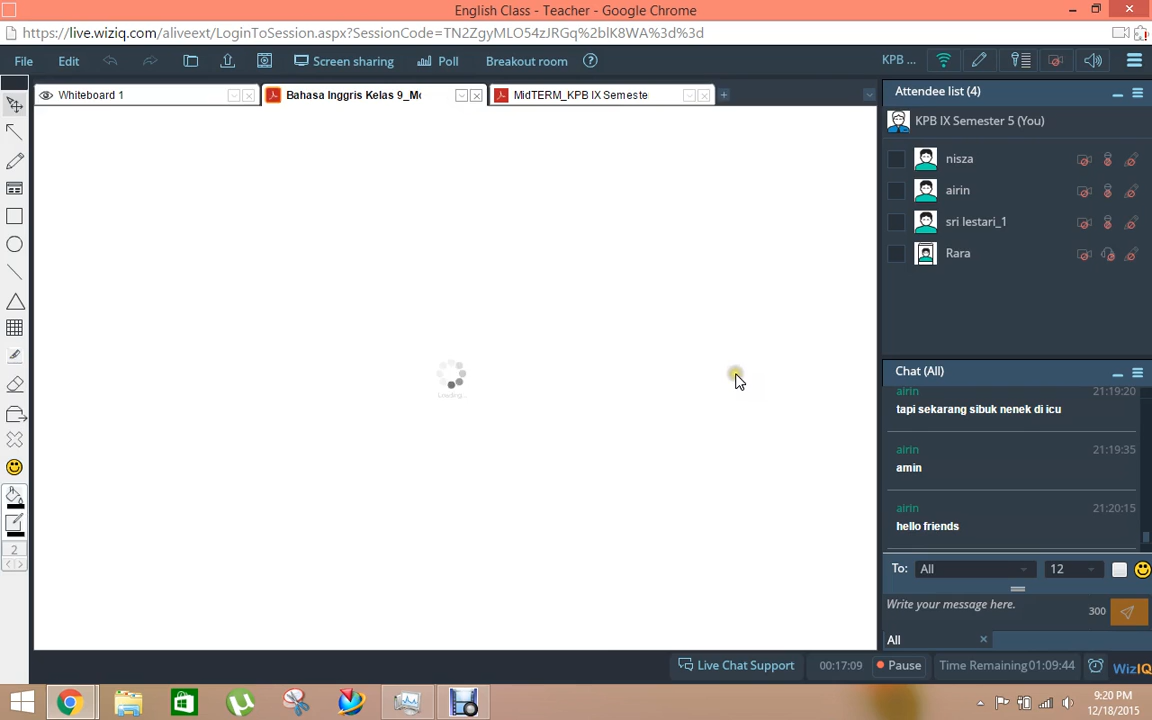 English Class - Teacher - Google Chrome
https://live.wiziq.com/aliveext/LoginToSession.aspx?SessionCode=TN2ZgyMLO54zJRGq%2blK8WA%3d%3d
File Edit Screen sharing Poll Breakout room KPB ...
Whiteboard 1
Bahasa Inggris Kelas 9_Mo
MidTERM_KPB IX Semeste
Attendee list (4)
KPB IX Semester 5 (You)
nisza
airin
sri lestari_1
Rara
Loading...
Chat (All)
airin 21:19:20
tapi sekarang sibuk nenek di icu
airin 21:19:35
amin
airin 21:20:15
hello friends
To: All 12
Write your message here. 300
All
2
Live Chat Support 00:17:09 Pause Time Remaining 01:09:44 WizIQ
9:20 PM
12/18/2015